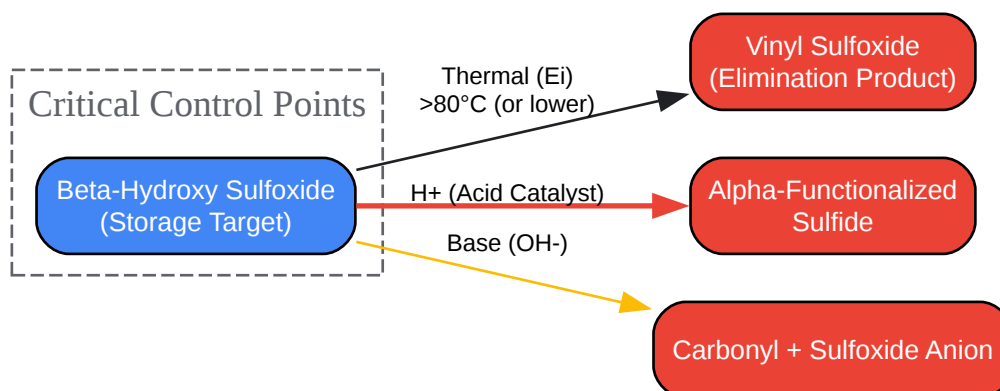 Critical Control Points
Beta-Hydroxy Sulfoxide
(Storage Target)
Thermal (Ei)
>80°C (or lower)
H+ (Acid Catalyst)
Base (OH-)
Vinyl Sulfoxide
(Elimination Product)
Alpha-Functionalized
Sulfide
Carbonyl + Sulfoxide Anion